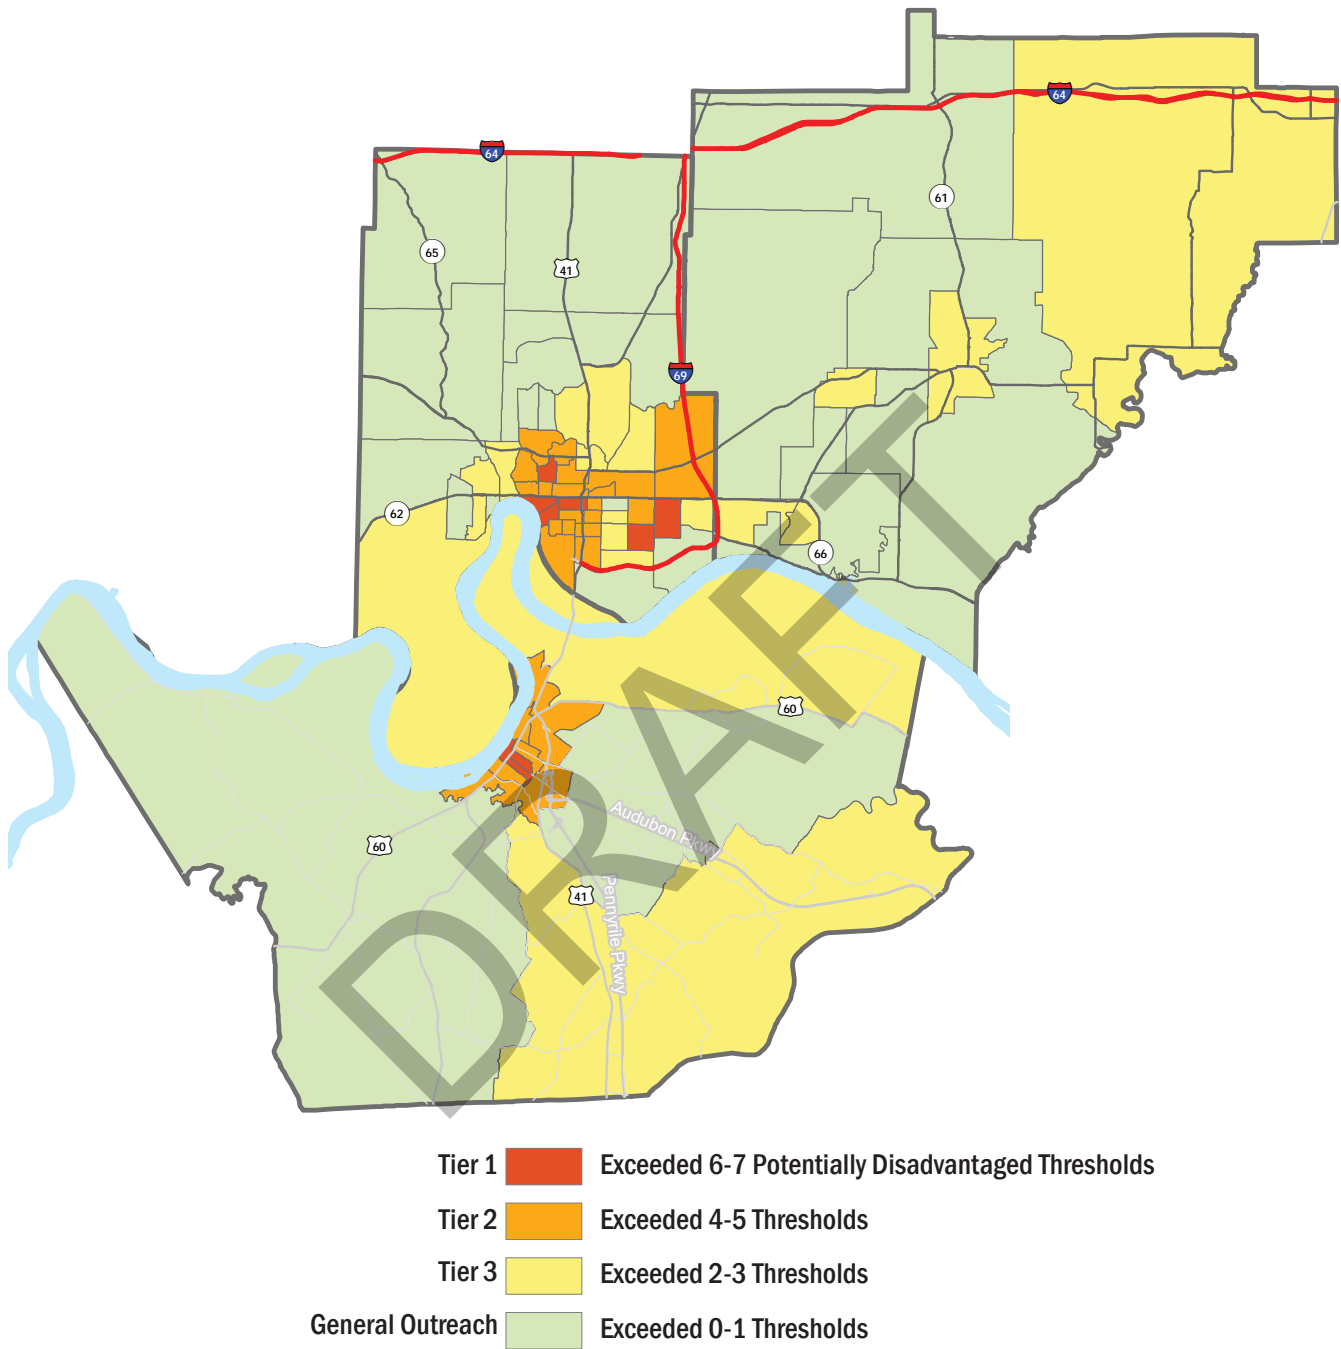 64
64
61
65
41
69
62
66
60
Audubon Pkwy
60
41
Pennyrile Pkwy
DRAFT
Tier 1 Exceeded 6-7 Potentially Disadvantaged Thresholds
Tier 2 Exceeded 4-5 Thresholds
Tier 3 Exceeded 2-3 Thresholds
General Outreach Exceeded 0-1 Thresholds